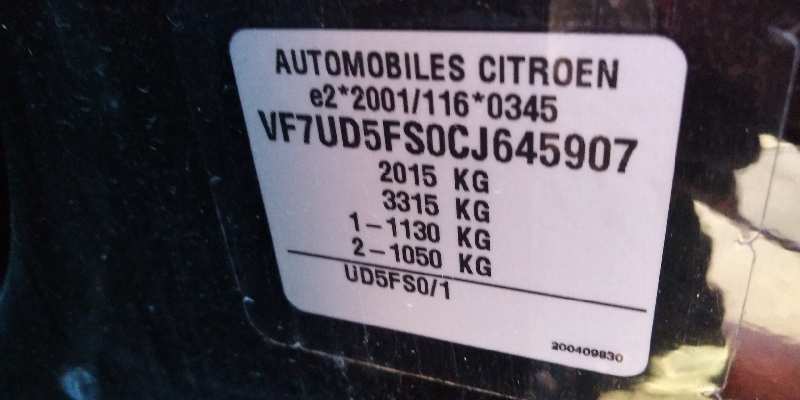 AUTOMOBILES CITROEN
e2*2001/116*0345
VF7UD5FS0CJ645907
2015 KG
3315 KG
1-1130 KG
2-1050 KG
UD5FS0/1
200409830